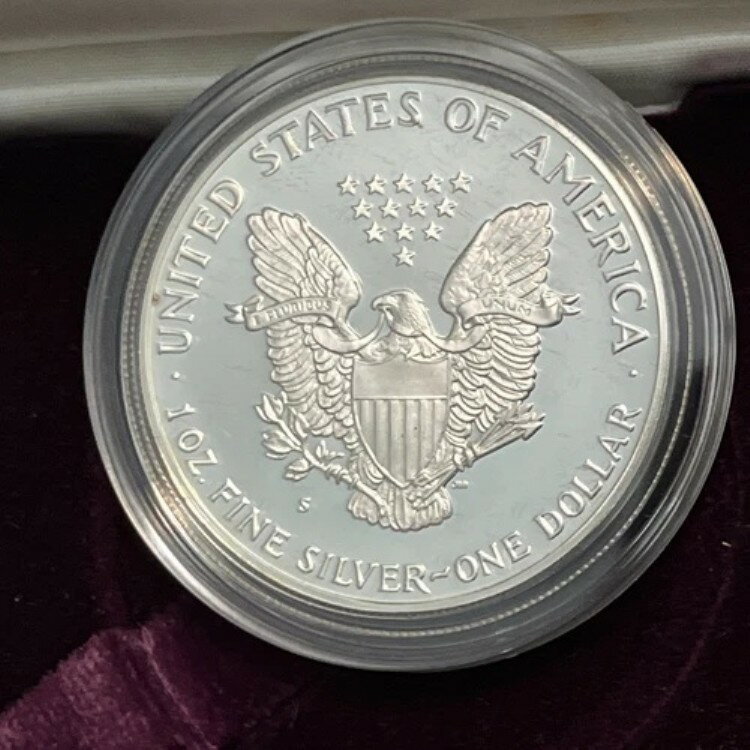 UNITED STATES OF AMERICA
E PLURIBUS UNUM
S
· 1 OZ. FINE SILVER~ONE DOLLAR ·